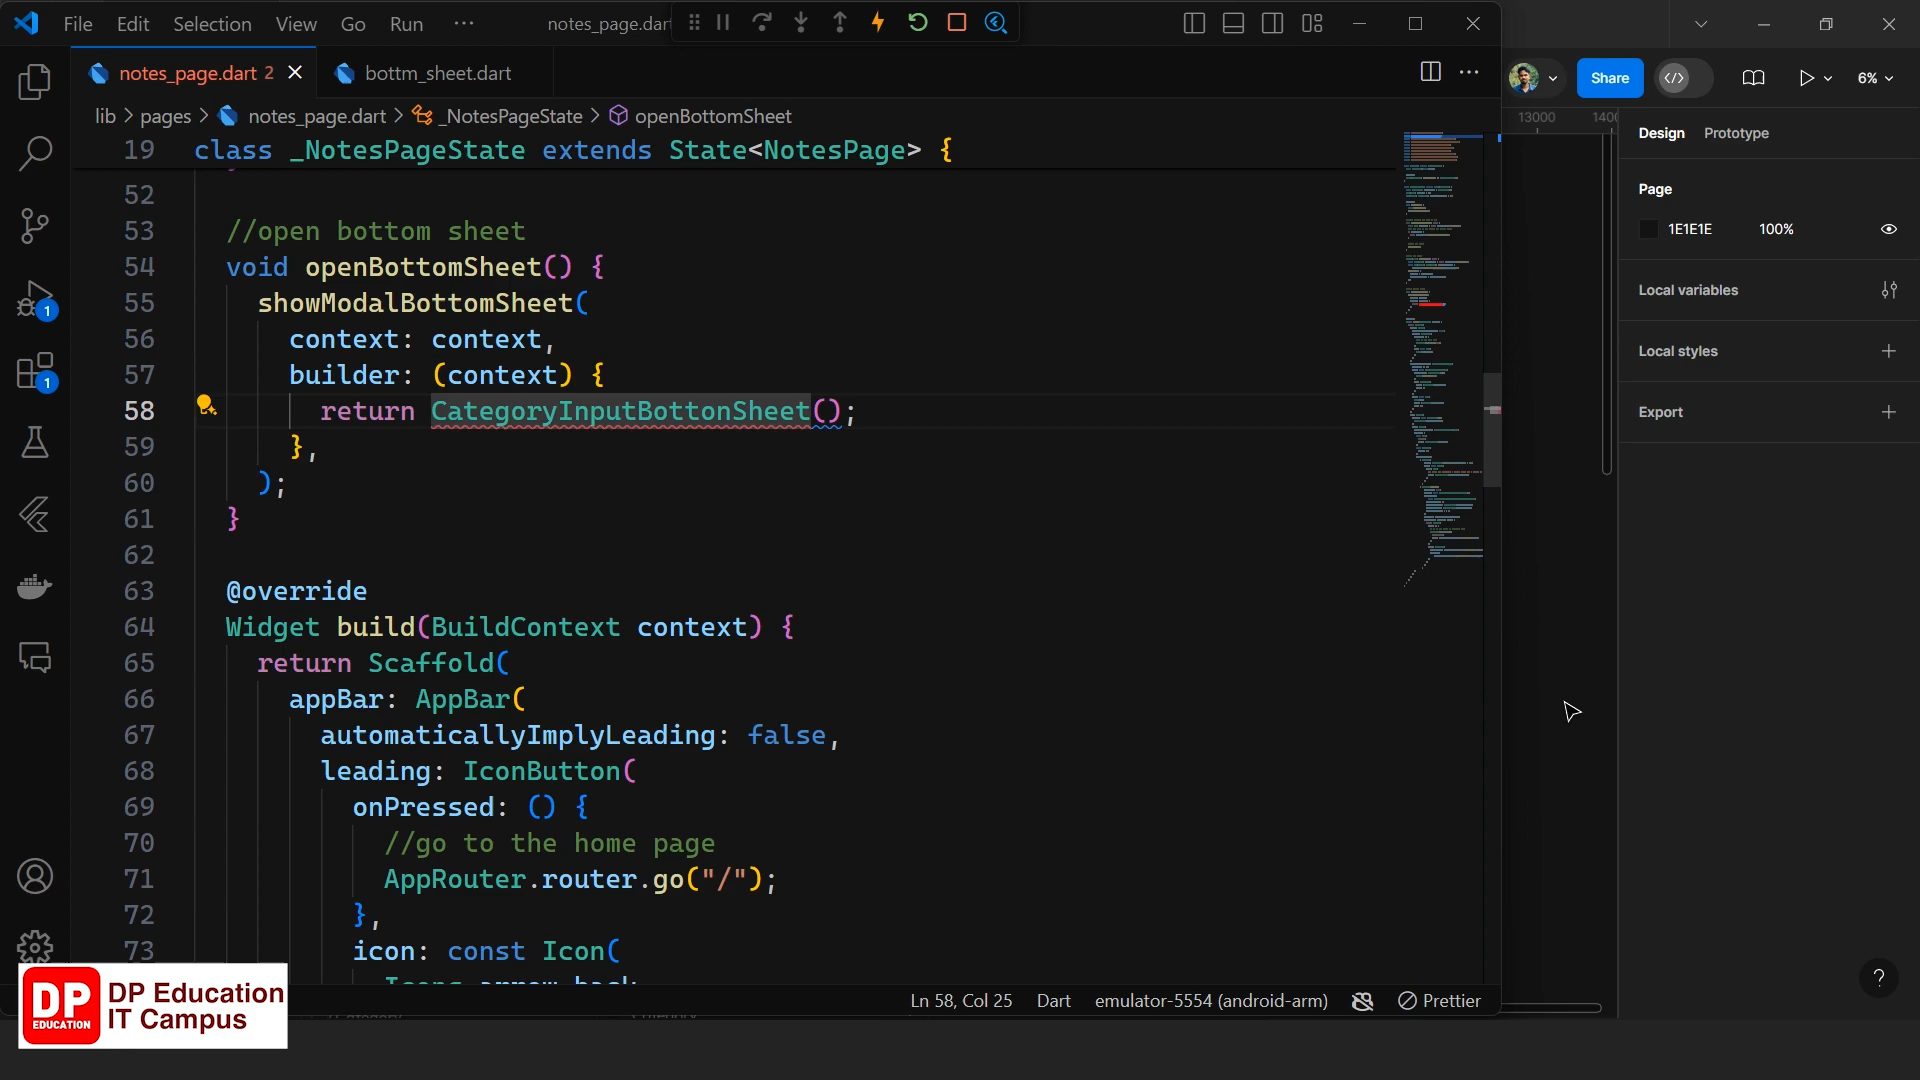 File Edit Selection View Go Run ··· notes_page.dart
notes_page.dart 2 bottm_sheet.dart
lib > pages > notes_page.dart > _NotesPageState > openBottomSheet
19 class _NotesPageState extends State<NotesPage> {
52
53 //open bottom sheet
54 void openBottomSheet() {
55 showModalBottomSheet(
56 context: context,
57 builder: (context) {
58 return CategoryInputBottonSheet();
59 },
60 );
61 }
62
63 @override
64 Widget build(BuildContext context) {
65 return Scaffold(
66 appBar: AppBar(
67 automaticallyImplyLeading: false,
68 leading: IconButton(
69 onPressed: () {
70 //go to the home page
71 AppRouter.router.go("/");
72 },
73 icon: const Icon(
1
1
Ln 58, Col 25 Dart emulator-5554 (android-arm) Prettier
DP EDUCATION
DP Education
IT Campus
Share 6%
13000
Design Prototype
Page
1E1E1E 100%
Local variables
Local styles
Export
?